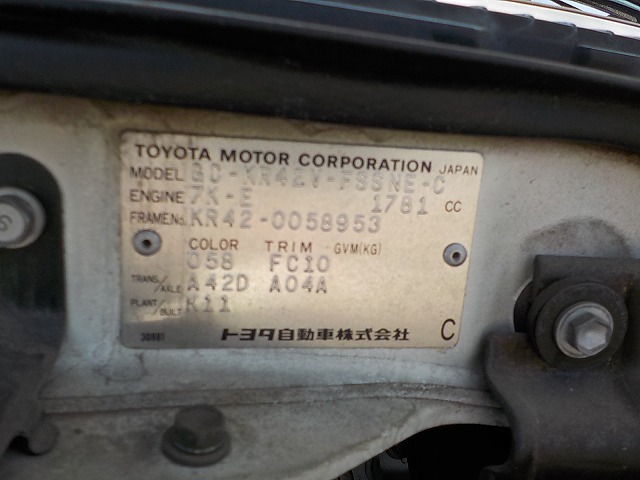 TOYOTA MOTOR CORPORATION JAPAN
MODEL GD-KR42V-FSSNE-C
ENGINE 7K-E 1781 CC
FRAME No. KR42-0058953
COLOR TRIM GVM(KG)
058 FC10
TRANS./AXLE A42D A04A
PLANT/BUILT K11
トヨタ自動車株式会社 C